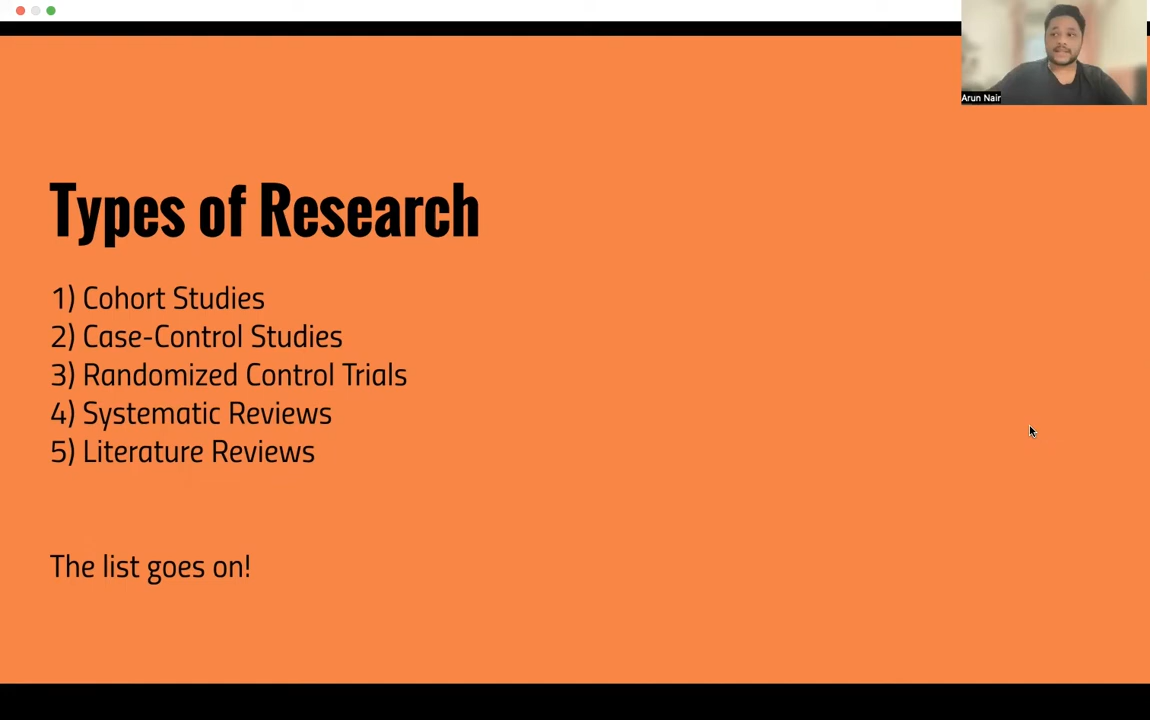 Arun Nair
Types of Research
1) Cohort Studies
2) Case-Control Studies
3) Randomized Control Trials
4) Systematic Reviews
5) Literature Reviews
The list goes on!